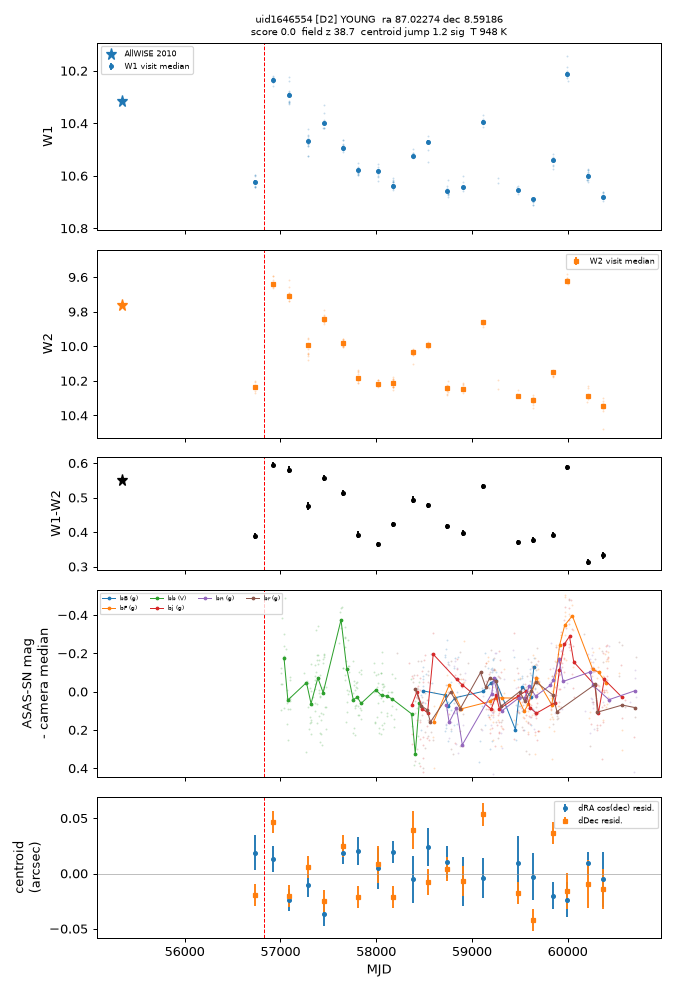 uid1646554 [D2] YOUNG ra 87.02274 dec 8.59186
score 0.0 field z 38.7 centroid jump 1.2 sig T 948 K
AllWISE 2010
W1 visit median
W1
10.2
10.4
10.6
10.8
W2 visit median
W2
9.6
9.8
10.0
10.2
10.4
W1-W2
0.6
0.5
0.4
0.3
bB (g)
bF (g)
bb (V)
bj (g)
bn (g)
br (g)
ASAS-SN mag
- camera median
−0.4
−0.2
0.0
0.2
0.4
dRA cos(dec) resid.
dDec resid.
centroid
(arcsec)
0.05
0.00
−0.05
56000
57000
58000
59000
60000
MJD